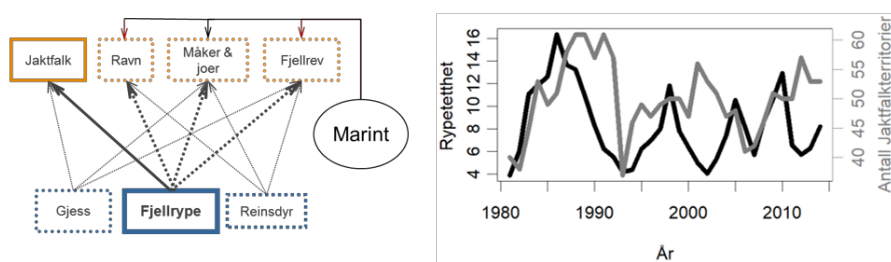 Jaktfalk
Ravn
Måker &
joer
Fjellrev
Marint
Gjess
Fjellrype
Reinsdyr
Rypetetthet
4 6 8 10 12 14 16
40 45 50 55 60
Antall Jaktfalkterritorier
1980 1990 2000 2010
År